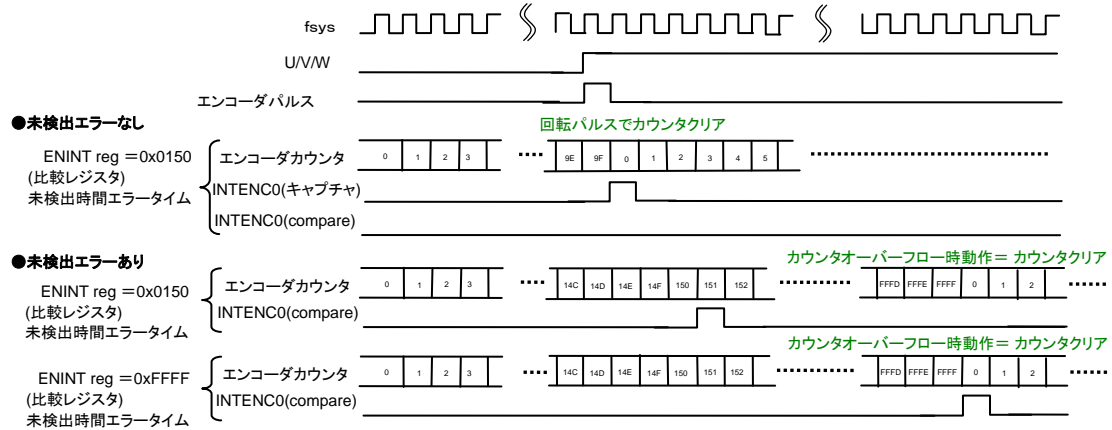 fsys
U/V/W
エンコーダパルス
●未検出エラーなし
回転パルスでカウンタクリア
ENINT reg =0x0150
(比較レジスタ)
未検出時間エラータイム
エンコーダカウンタ
0 1 2 3 ···· 9E 9F 0 1 2 3 4 5
INTENC0(キャプチャ)
INTENC0(compare)
●未検出エラーあり
カウンタオーバーフロー時動作= カウンタクリア
ENINT reg =0x0150
(比較レジスタ)
未検出時間エラータイム
エンコーダカウンタ
0 1 2 3 ···· 14C 14D 14E 14F 150 151 152 FFFD FFFE FFFF 0 1 2
INTENC0(compare)
カウンタオーバーフロー時動作= カウンタクリア
ENINT reg =0xFFFF
(比較レジスタ)
未検出時間エラータイム
エンコーダカウンタ
0 1 2 3 ···· 14C 14D 14E 14F 150 151 152 FFFD FFFE FFFF 0 1 2
INTENC0(compare)